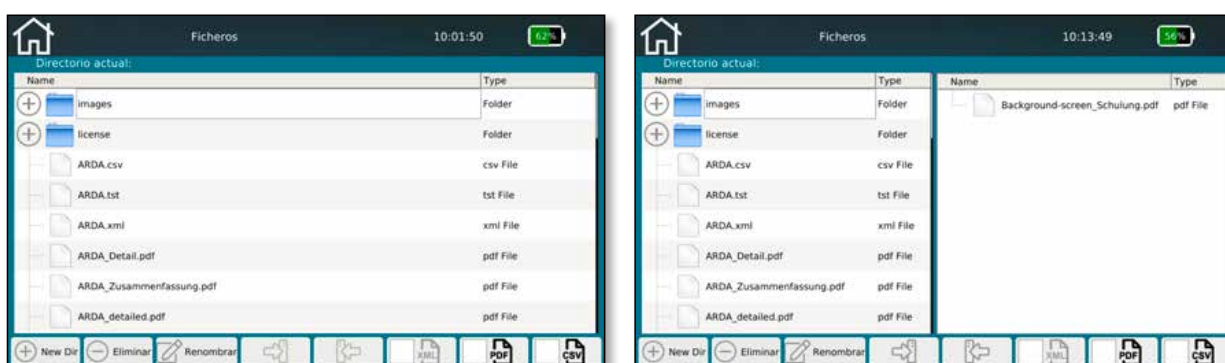 Ficheros 10:01:50 62%
Directorio actual:
Name Type
images Folder
license Folder
ARDA.csv csv File
ARDA.tst tst File
ARDA.xml xml File
ARDA_Detail.pdf pdf File
ARDA_Zusammenfassung.pdf pdf File
ARDA_detailed.pdf pdf File
New Dir Eliminar Renombrar XML PDF CSV
Ficheros 10:13:49 56%
Directorio actual:
Name Type Name Type
images Folder Background-screen_Schulung.pdf pdf File
license Folder
ARDA.csv csv File
ARDA.tst tst File
ARDA.xml xml File
ARDA_Detail.pdf pdf File
ARDA_Zusammenfassung.pdf pdf File
ARDA_detailed.pdf pdf File
New Dir Eliminar Renombrar XML PDF CSV